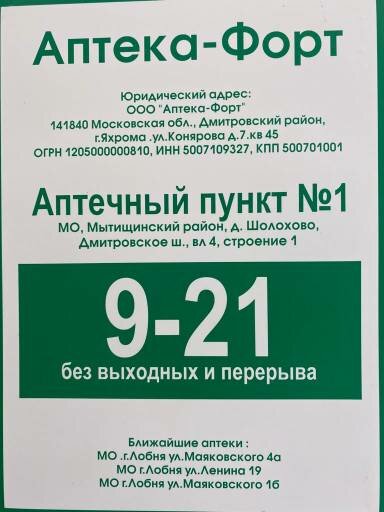 Аптека-Форт
Юридический адрес:
ООО "Аптека-Форт"
141840 Московская обл., Дмитровский район,
г.Яхрома .ул.Конярова д.7.кв 45
ОГРН 1205000000810, ИНН 5007109327, КПП 500701001
Аптечный пункт №1
МО, Мытищинский район, д. Шолохово,
Дмитровское ш., вл 4, строение 1
9-21
без выходных и перерыва
Ближайшие аптеки :
МО .г.Лобня ул.Маяковского 4а
МО г.Лобня ул.Ленина 19
МО г.Лобня ул.Маяковского 1б